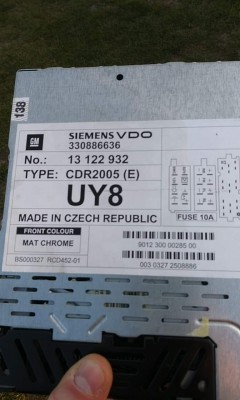 138
GM
SIEMENS VDO
330886636
No.: 13 122 932
TYPE: CDR2005 (E)
UY8
MADE IN CZECH REPUBLIC
FUSE 10A
FRONT COLOUR
MAT CHROME
9012 300 00285 00
BS000327 RCD452-01
003 0327 2508886